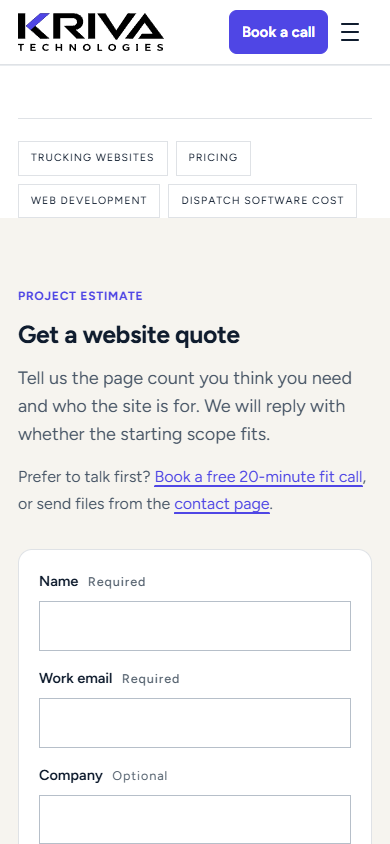 KRIVA
TECHNOLOGIES
Book a call
TRUCKING WEBSITES
PRICING
WEB DEVELOPMENT
DISPATCH SOFTWARE COST
PROJECT ESTIMATE
Get a website quote
Tell us the page count you think you need
and who the site is for. We will reply with
whether the starting scope fits.
Prefer to talk first? Book a free 20-minute fit call,
or send files from the contact page.
Name Required
Work email Required
Company Optional